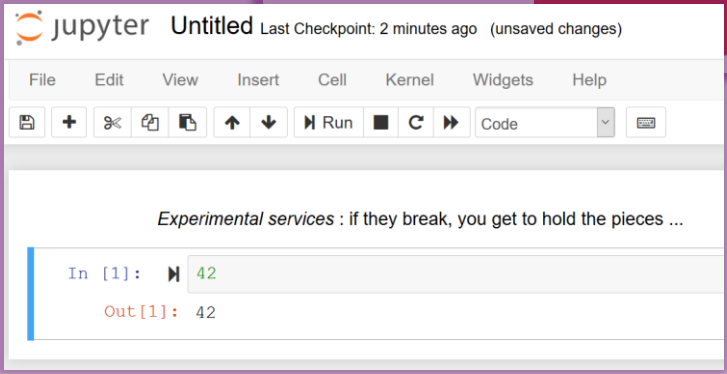 jupyter Untitled Last Checkpoint: 2 minutes ago (unsaved changes)
File Edit View Insert Cell Kernel Widgets Help
Run Code
Experimental services : if they break, you get to hold the pieces ...
In [1]: 42
Out[1]: 42